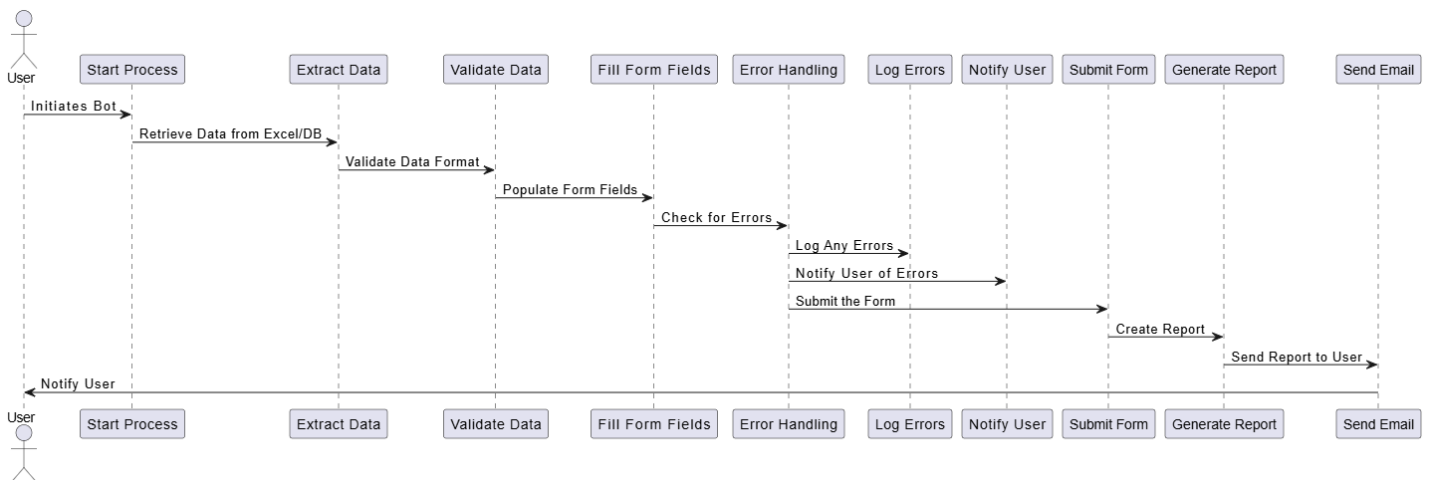 User
Start Process
Extract Data
Validate Data
Fill Form Fields
Error Handling
Log Errors
Notify User
Submit Form
Generate Report
Send Email
Initiates Bot
Retrieve Data from Excel/DB
Validate Data Format
Populate Form Fields
Check for Errors
Log Any Errors
Notify User of Errors
Submit the Form
Create Report
Send Report to User
Notify User
User
Start Process
Extract Data
Validate Data
Fill Form Fields
Error Handling
Log Errors
Notify User
Submit Form
Generate Report
Send Email